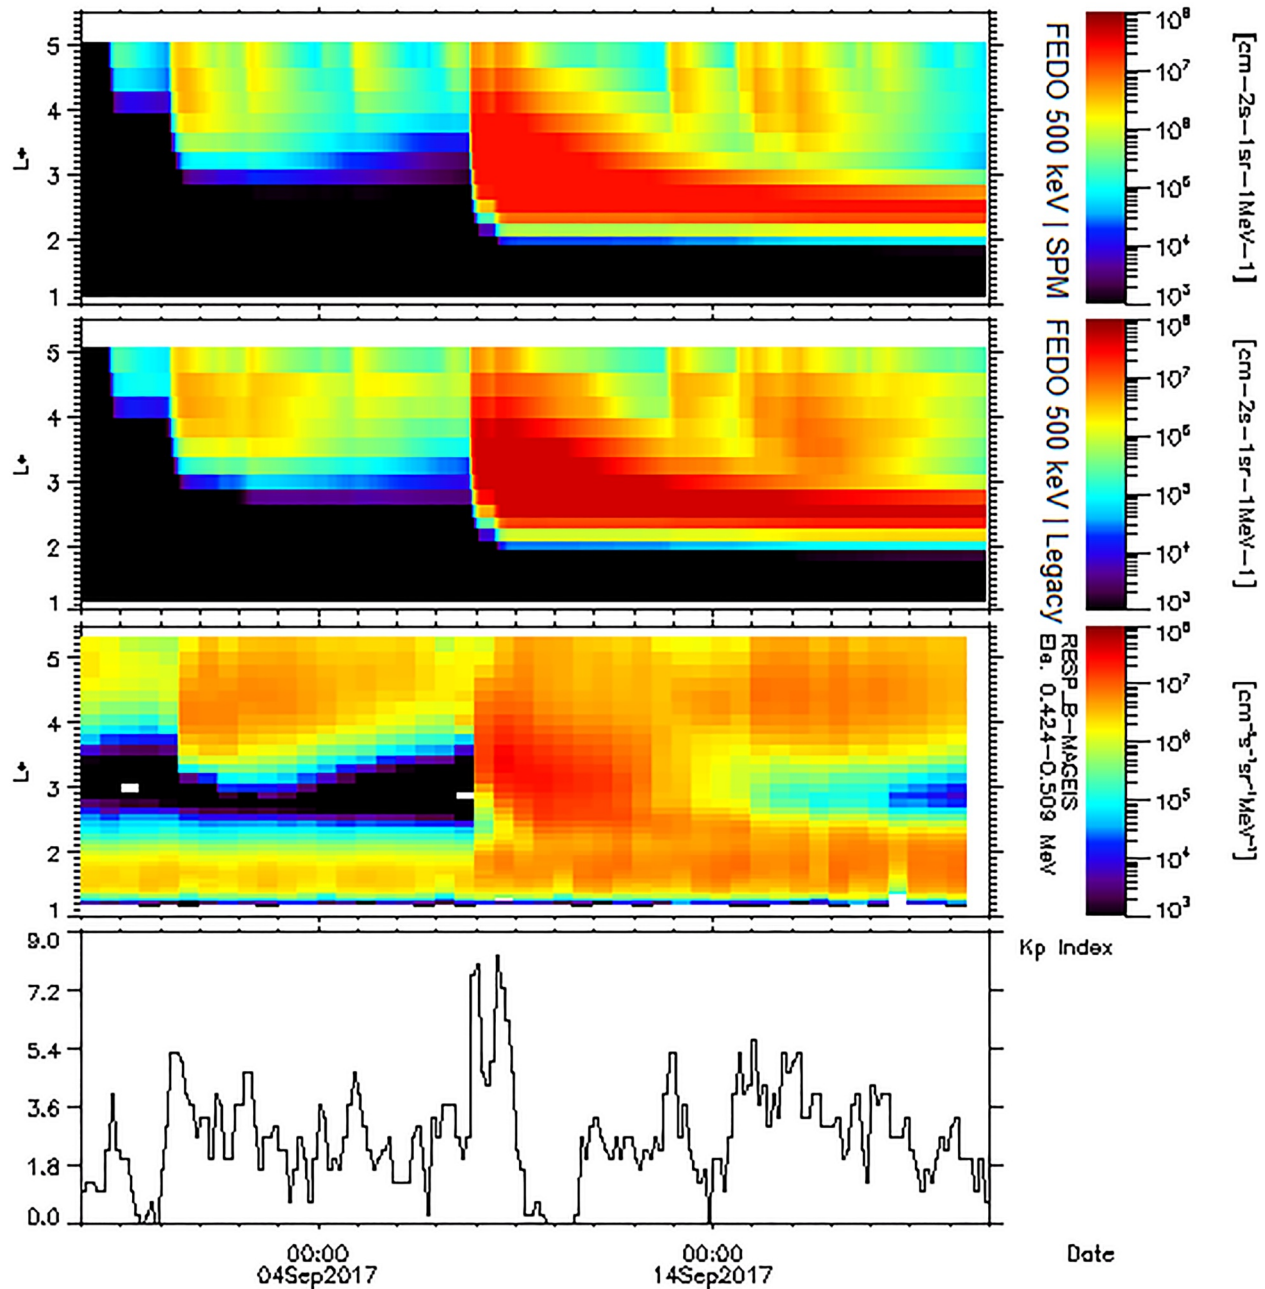 5
4
3
2
1
L*
FEDO 500 keV | SPM
10⁸
10⁷
10⁶
10⁵
10⁴
10³
[cm−2s−1sr−1MeV−1]
5
4
3
2
1
L*
FEDO 500 keV | Legacy
10⁸
10⁷
10⁶
10⁵
10⁴
10³
[cm−2s−1sr−1MeV−1]
5
4
3
2
1
L*
RBSP_B−MAGEIS
Ela. 0.424−0.509 MeV
10⁸
10⁷
10⁶
10⁵
10⁴
10³
[cm⁻²s⁻¹sr⁻¹MeV⁻¹]
9.0
7.2
5.4
3.6
1.8
0.0
Kp Index
00:00
04Sep2017
00:00
14Sep2017
Date